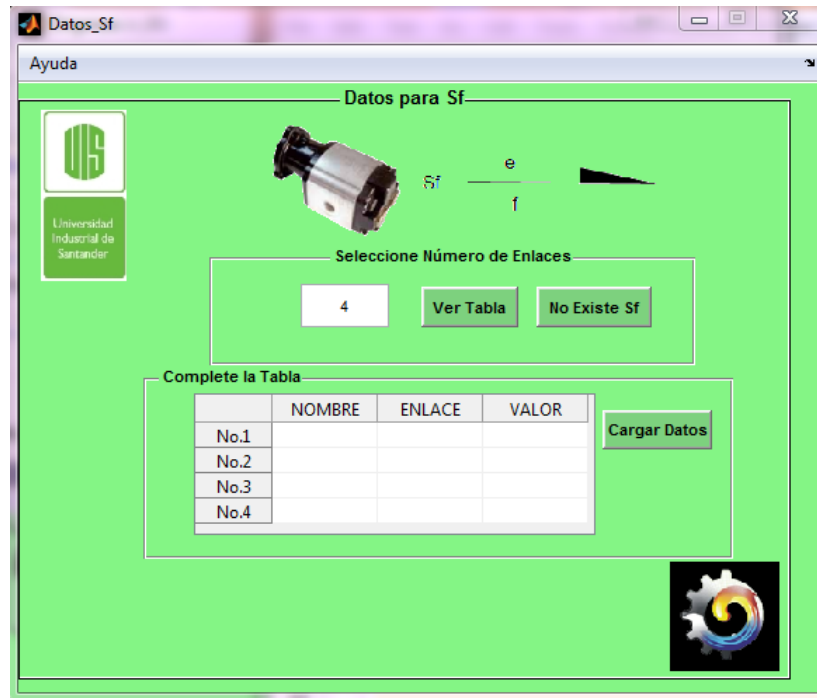 Datos_Sf
Ayuda
Datos para Sf
UIS
Universidad
Industrial de
Santander
Sf
e
f
Seleccione Número de Enlaces
4
Ver Tabla
No Existe Sf
Complete la Tabla
NOMBRE ENLACE VALOR
No.1
No.2
No.3
No.4
Cargar Datos